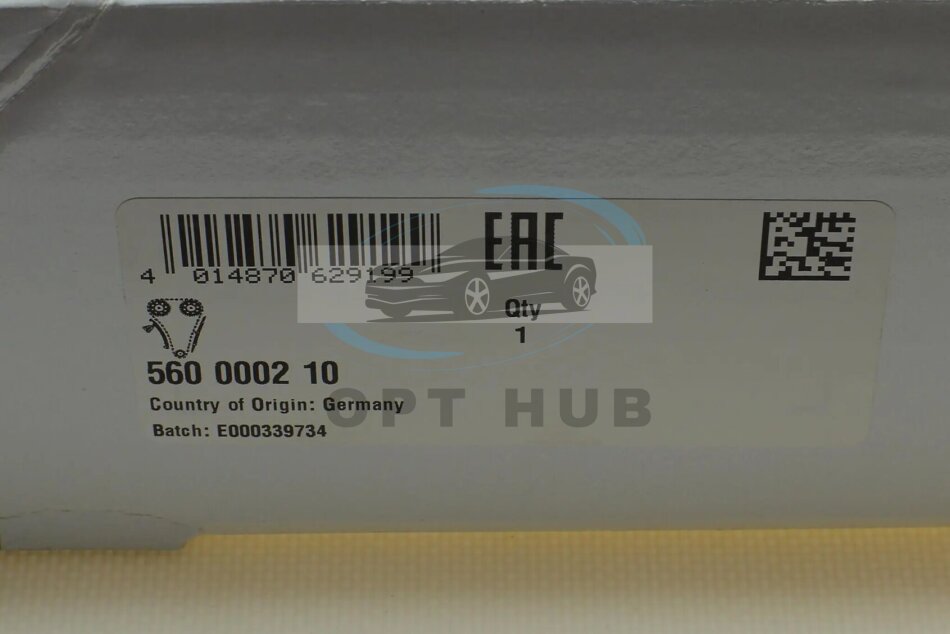 EAC
4 014870 629199
Qty
1
560 0002 10
Country of Origin: Germany
Batch: E000339734
OPT HUB